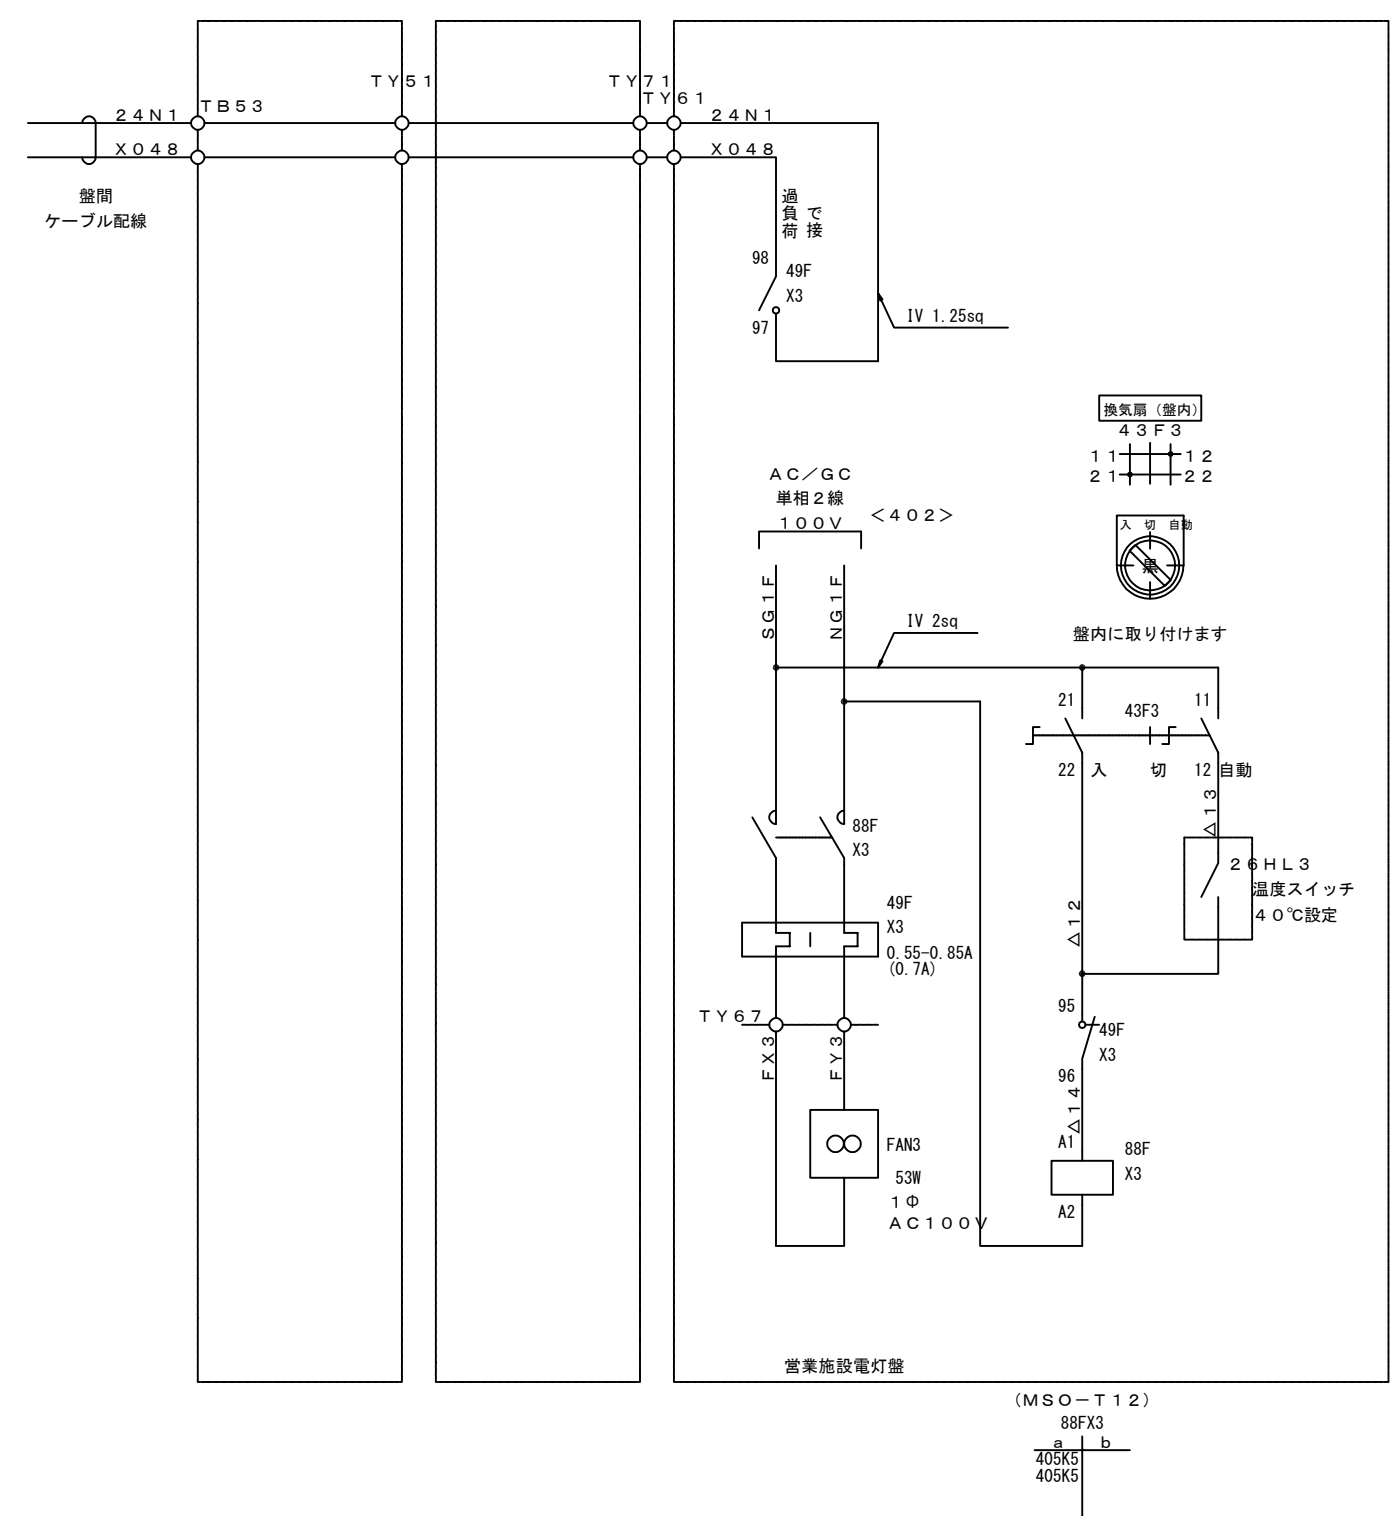 ＴＹ５１
ＴＹ７１
ＴＹ６１
ＴＢ５３
２４Ｎ１
２４Ｎ１
Ｘ０４８
Ｘ０４８
盤間
ケーブル配線
過負荷
で接
98
49F
X3
97
IV 1.25sq
換気扇（盤内）
４３Ｆ３
１１
１２
２１
２２
ＡＣ／ＧＣ
単相２線
１００Ｖ
＜４０２＞
入 切 自動
黒
盤内に取り付けます
ＳＧ１Ｆ
ＮＧ１Ｆ
IV 2sq
21
43F3
11
22
入
切
12
自動
△１３
88F
X3
２６ＨＬ３
温度スイッチ
４０℃設定
49F
X3
0.55-0.85A
(0.7A)
△１２
ＴＹ６７
ＦＸ３
ＦＹ３
95
49F
X3
96
△１４
FAN3
53W
１Φ
ＡＣ１００Ｖ
A1
88F
X3
A2
営業施設電灯盤
（ＭＳＯ－Ｔ１２）
88FX3
ａ
ｂ
405K5
405K5